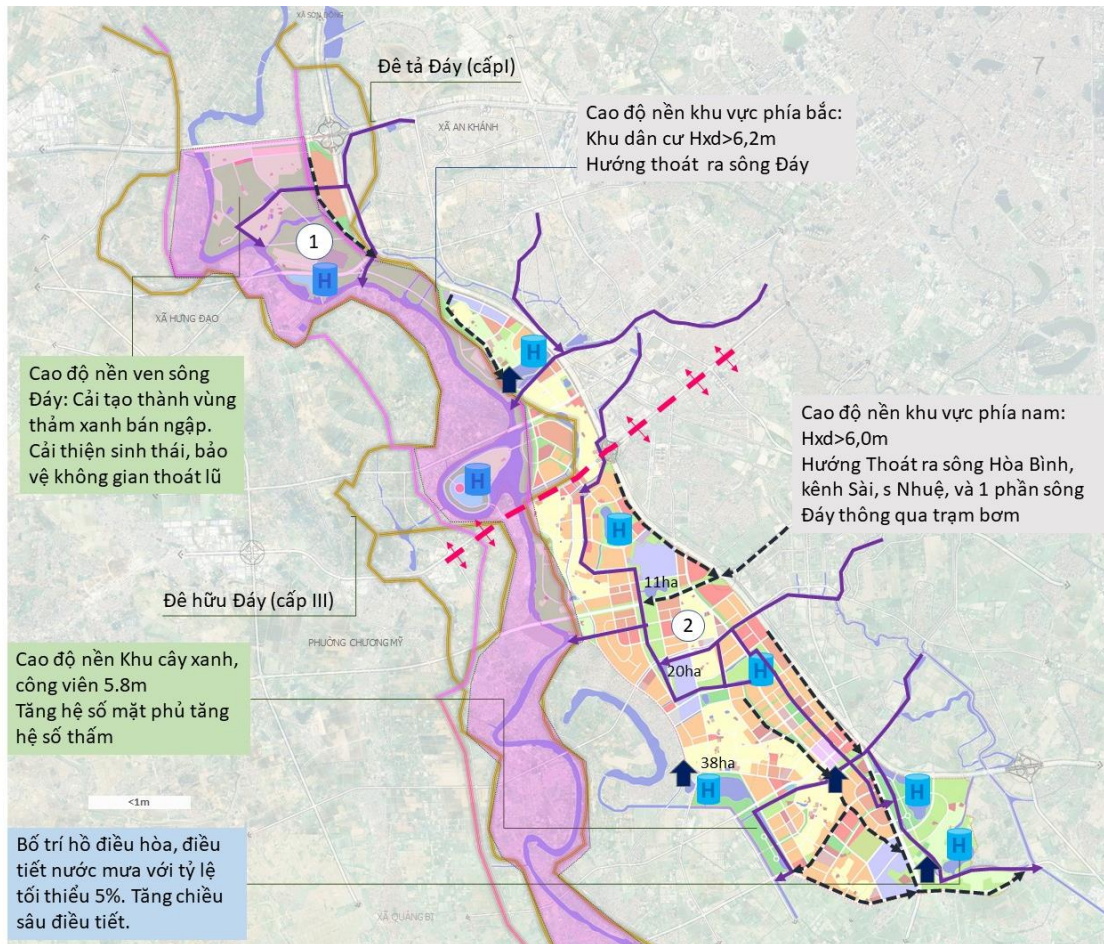 XÃ SƠN ĐỒNG
Đê tả Đáy (cấpI)
7
XÃ AN KHÁNH
Cao độ nền khu vực phía bắc:
Khu dân cư Hxd>6,2m
Hướng thoát ra sông Đáy
1
H
XÃ HƯNG ĐẠO
H
Cao độ nền ven sông
Đáy: Cải tạo thành vùng
thảm xanh bán ngập.
Cải thiện sinh thái, bảo
vệ không gian thoát lũ
Cao độ nền khu vực phía nam:
Hxd>6,0m
Hướng Thoát ra sông Hòa Bình,
kênh Sài, s Nhuệ, và 1 phần sông
Đáy thông qua trạm bơm
H
H
11ha
Đê hữu Đáy (cấp III)
2
PHƯỜNG CHƯƠNG MỸ
20ha
H
Cao độ nền Khu cây xanh,
công viên 5.8m
Tăng hệ số mặt phủ tăng
hệ số thấm
38ha
H
H
<1m
Bố trí hồ điều hòa, điều
tiết nước mưa với tỷ lệ
tối thiểu 5%. Tăng chiều
sâu điều tiết.
H
XÃ QUẢNG BỊ